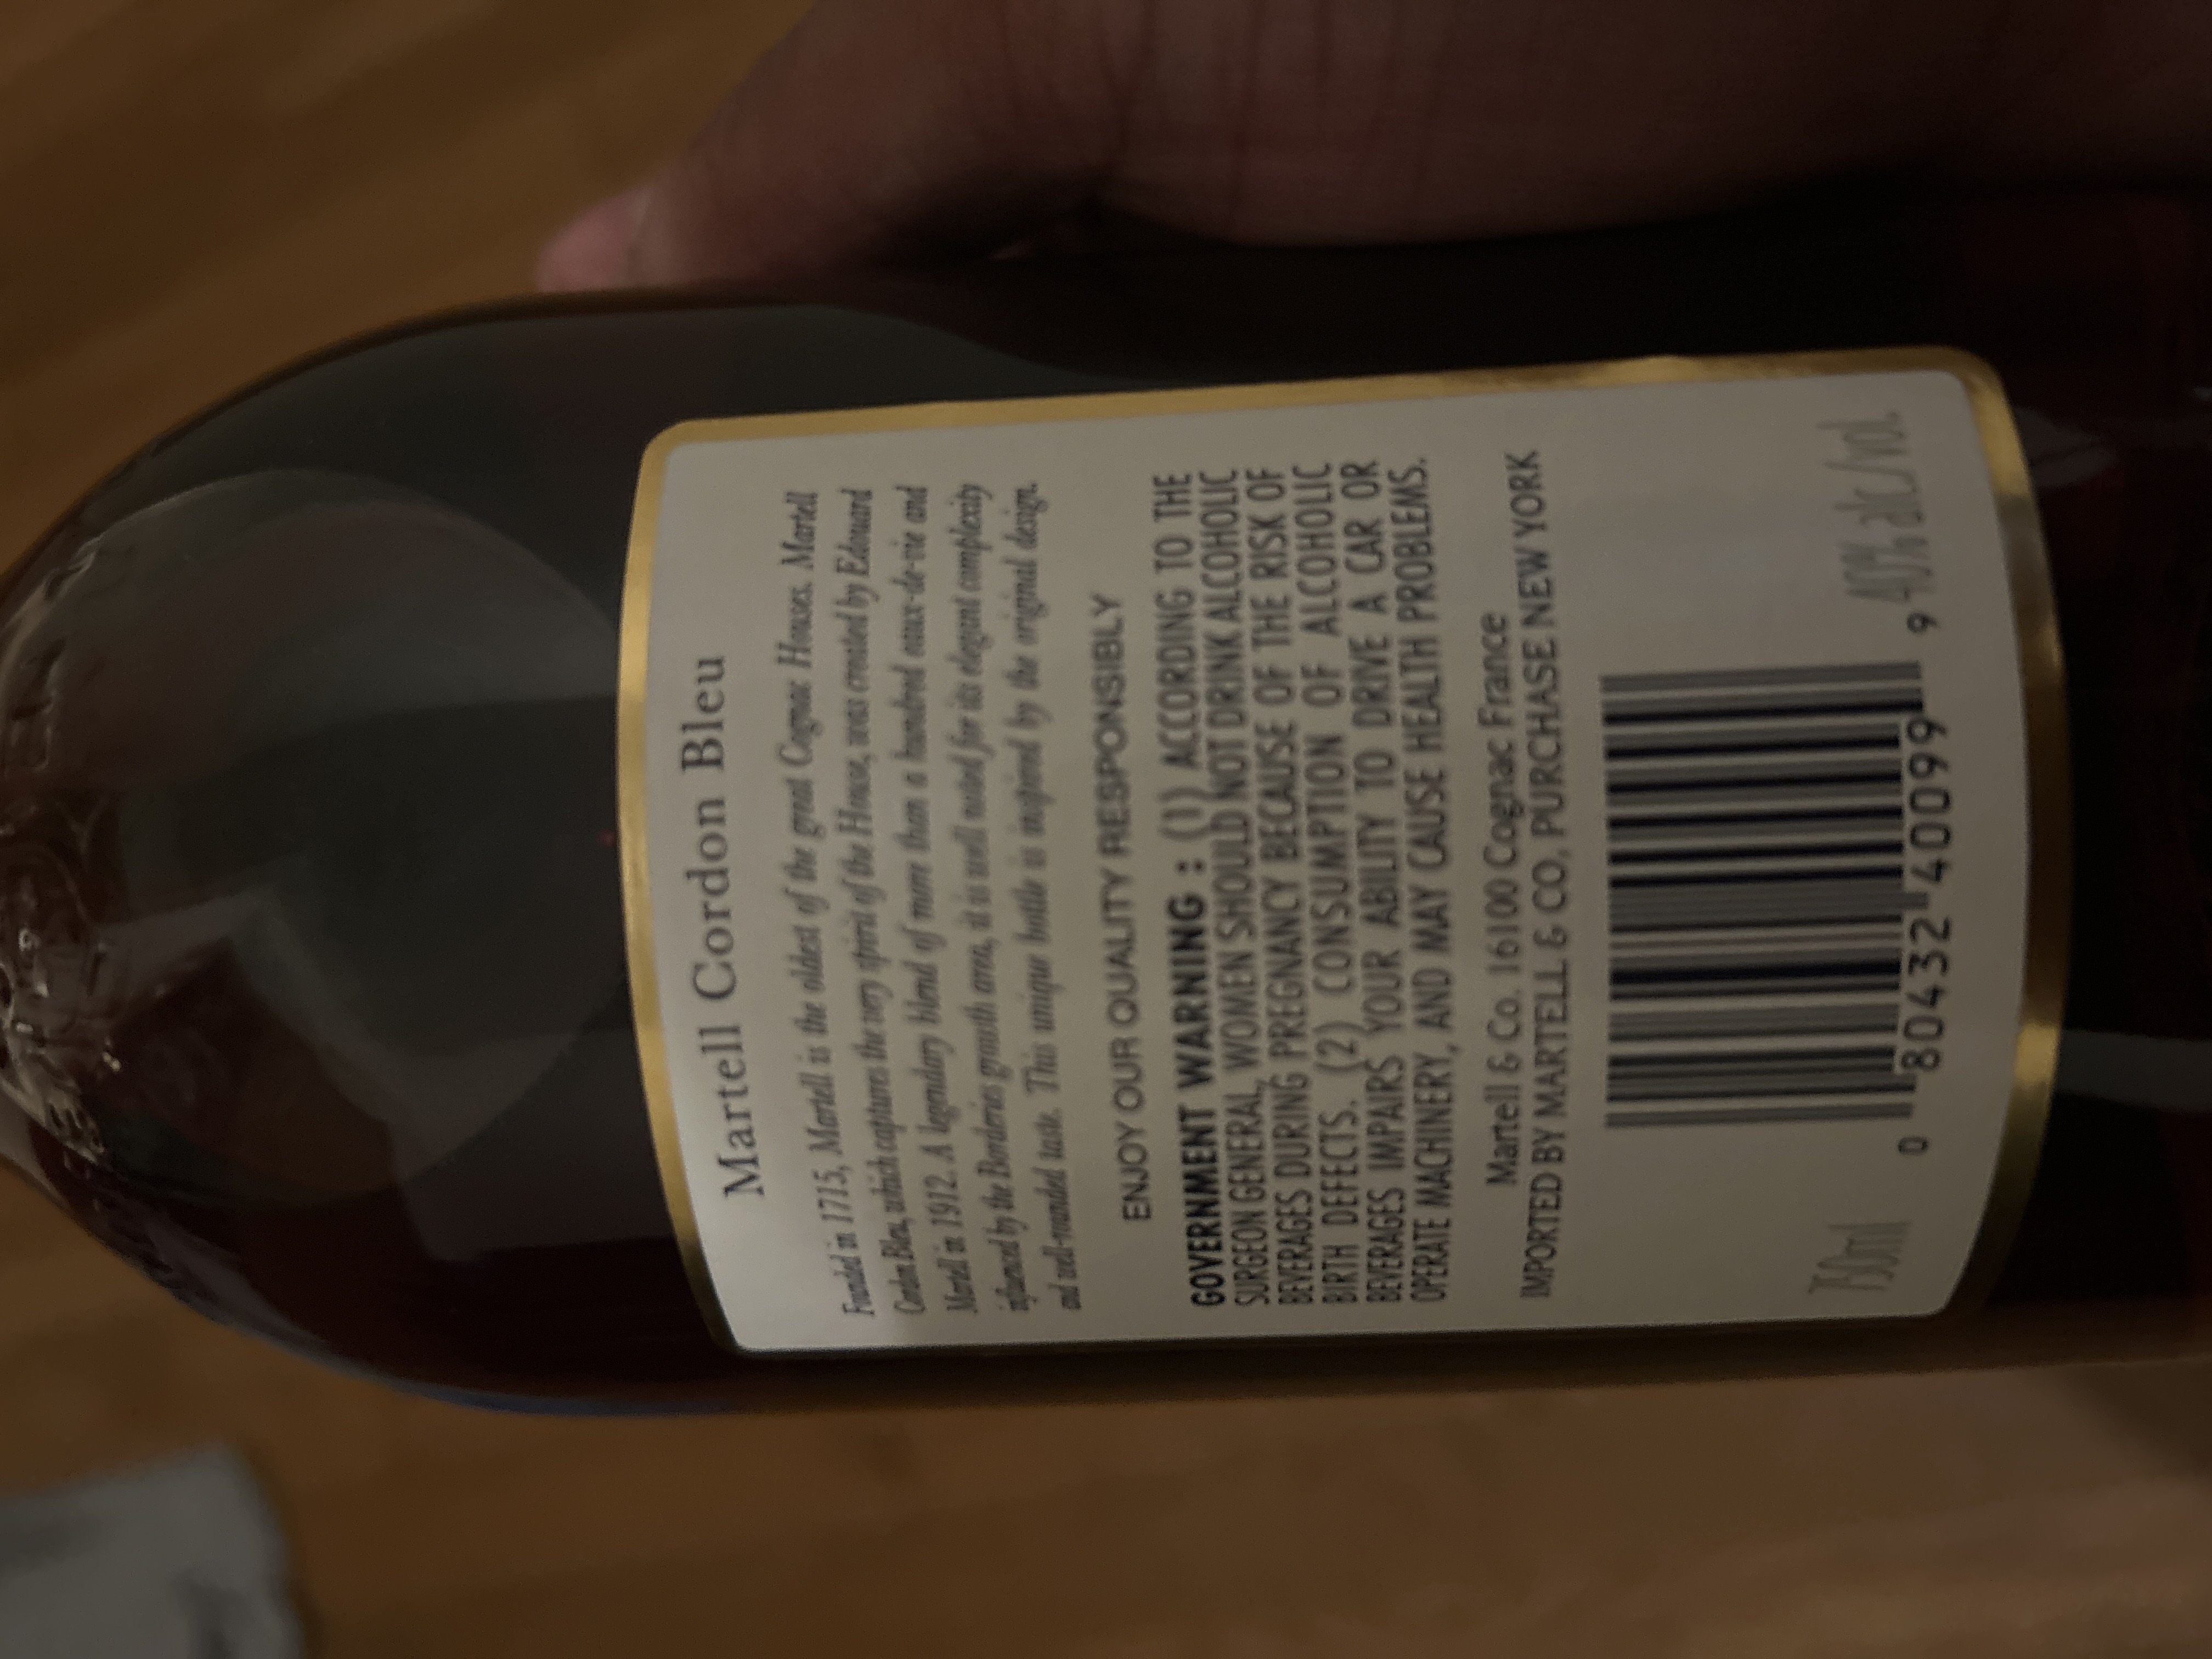 Martell Cordon Bleu
Founded in 1715, Martell is the oldest of the great Cognac Houses. Martell
Cordon Bleu, which captures the very spirit of the House, was created by Edouard
Martell in 1912. A legendary blend of more than a hundred eaux-de-vie and
influenced by the Borderies growth area, it is well noted for its elegant complexity
and well-rounded taste. This unique bottle is inspired by the original design.
ENJOY OUR QUALITY RESPONSIBLY
GOVERNMENT WARNING : (1) ACCORDING TO THE
SURGEON GENERAL, WOMEN SHOULD NOT DRINK ALCOHOLIC
BEVERAGES DURING PREGNANCY BECAUSE OF THE RISK OF
BIRTH DEFECTS. (2) CONSUMPTION OF ALCOHOLIC
BEVERAGES IMPAIRS YOUR ABILITY TO DRIVE A CAR OR
OPERATE MACHINERY, AND MAY CAUSE HEALTH PROBLEMS.
Martell & Co. 16100 Cognac France
IMPORTED BY MARTELL & CO, PURCHASE NEW YORK
750ml 0 80432 40099 9 40% alc/vol.